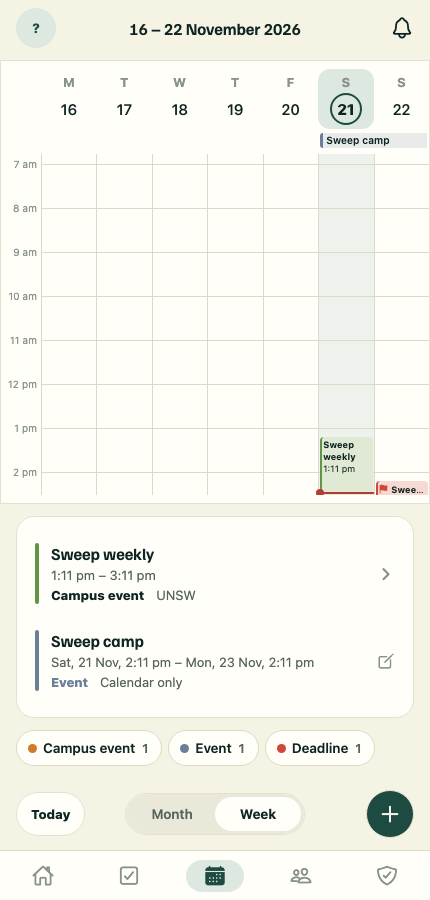 ?
16 – 22 November 2026
M T W T F S S
16 17 18 19 20 21 22
Sweep camp
7 am
8 am
9 am
10 am
11 am
12 pm
1 pm
Sweep
weekly
1:11 pm
2 pm
Swee...
Sweep weekly
1:11 pm – 3:11 pm
Campus event UNSW
Sweep camp
Sat, 21 Nov, 2:11 pm – Mon, 23 Nov, 2:11 pm
Event Calendar only
Campus event 1 Event 1 Deadline 1
Today Month Week